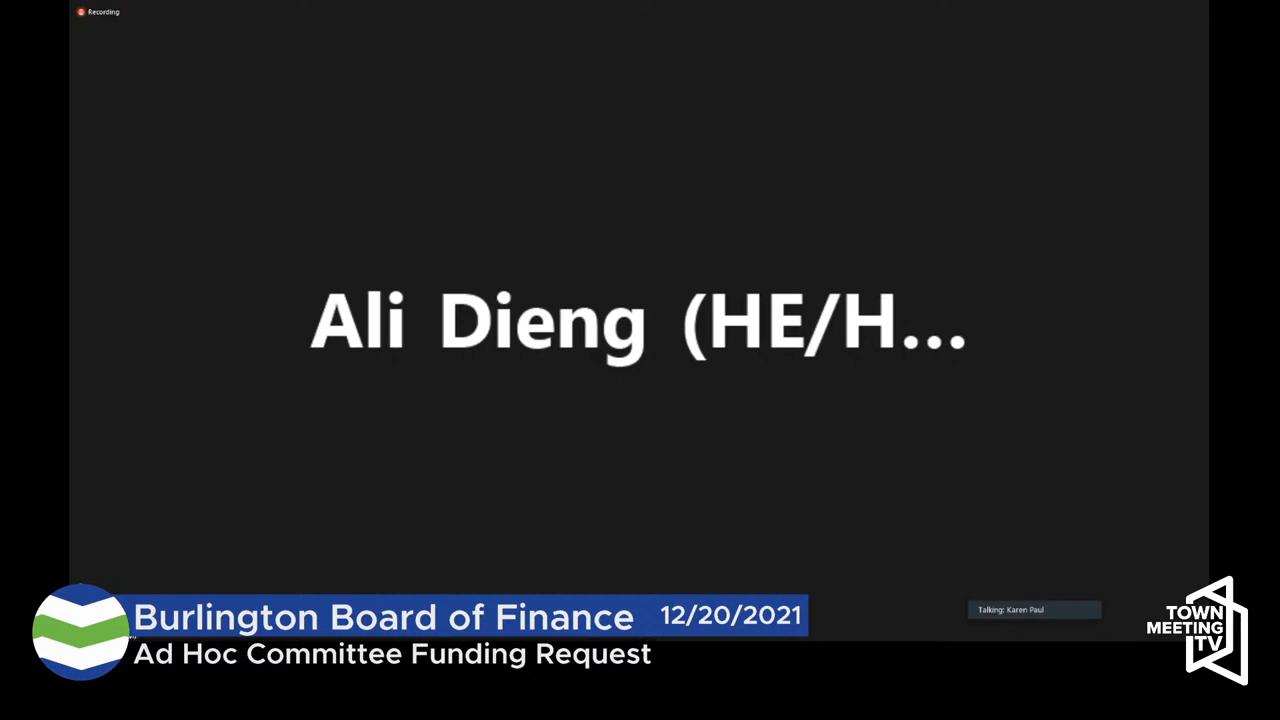 Recording
Ali Dieng (HE/H...
Talking: Karen Paul
Burlington Board of Finance 12/20/2021
Ad Hoc Committee Funding Request
TOWN
MEETING
TV